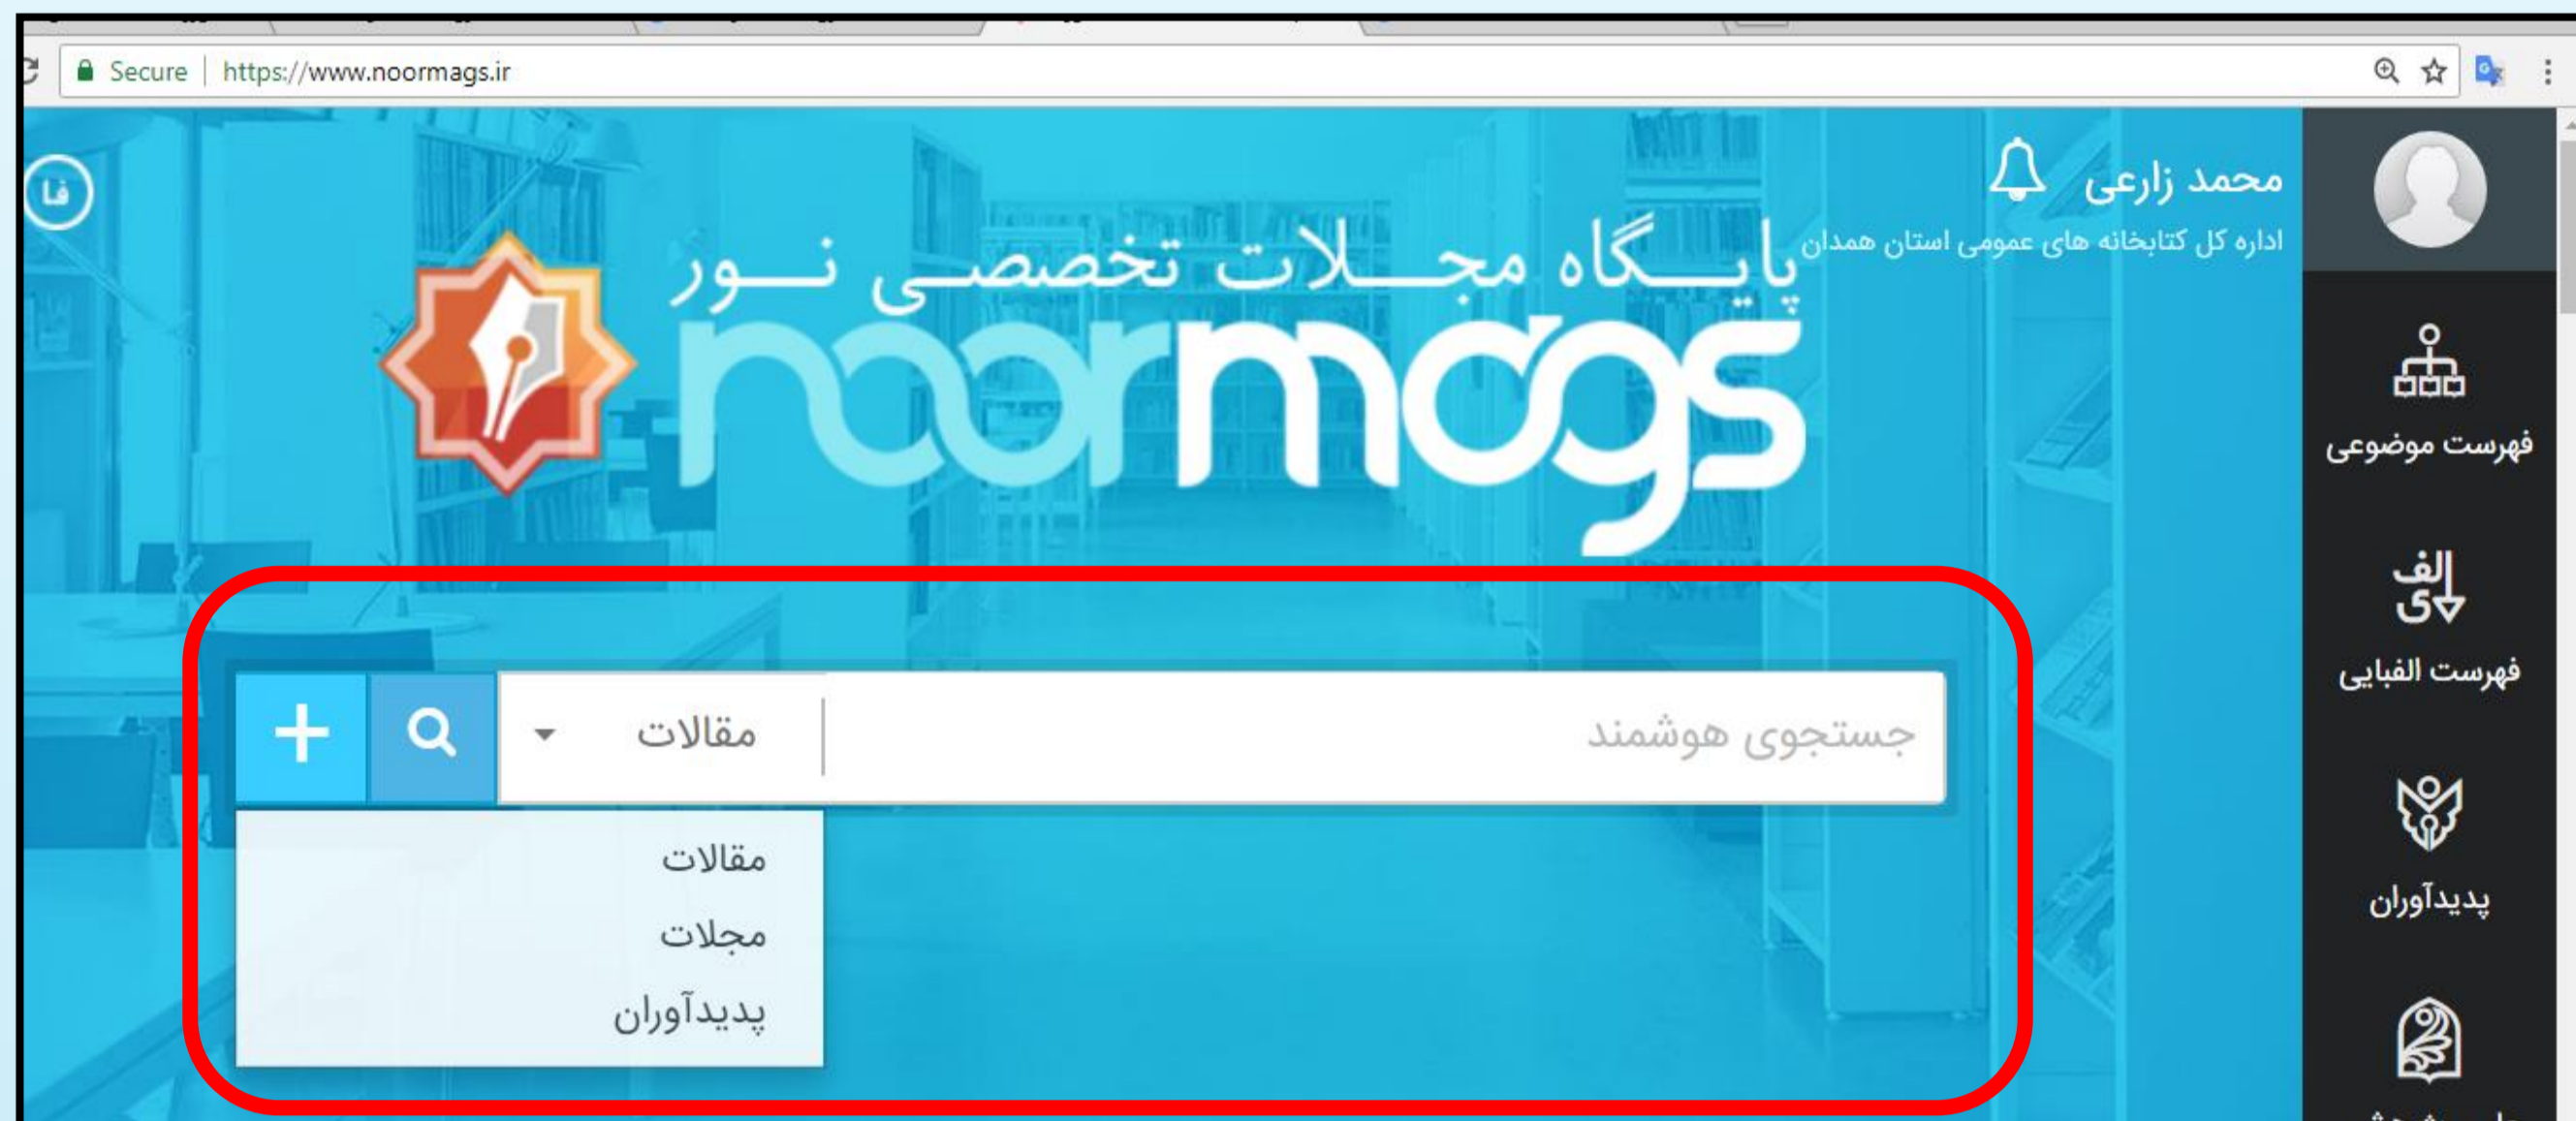 Secure | https://www.noormags.ir
محمد زارعی
اداره کل کتابخانه های عمومی استان همدان
فا
پایگاه مجلات تخصصی نور
noormags
جستجوی هوشمند
مقالات
مقالات
مجلات
پدیدآوران
فهرست موضوعی
الف
ی
فهرست الفبایی
پدیدآوران